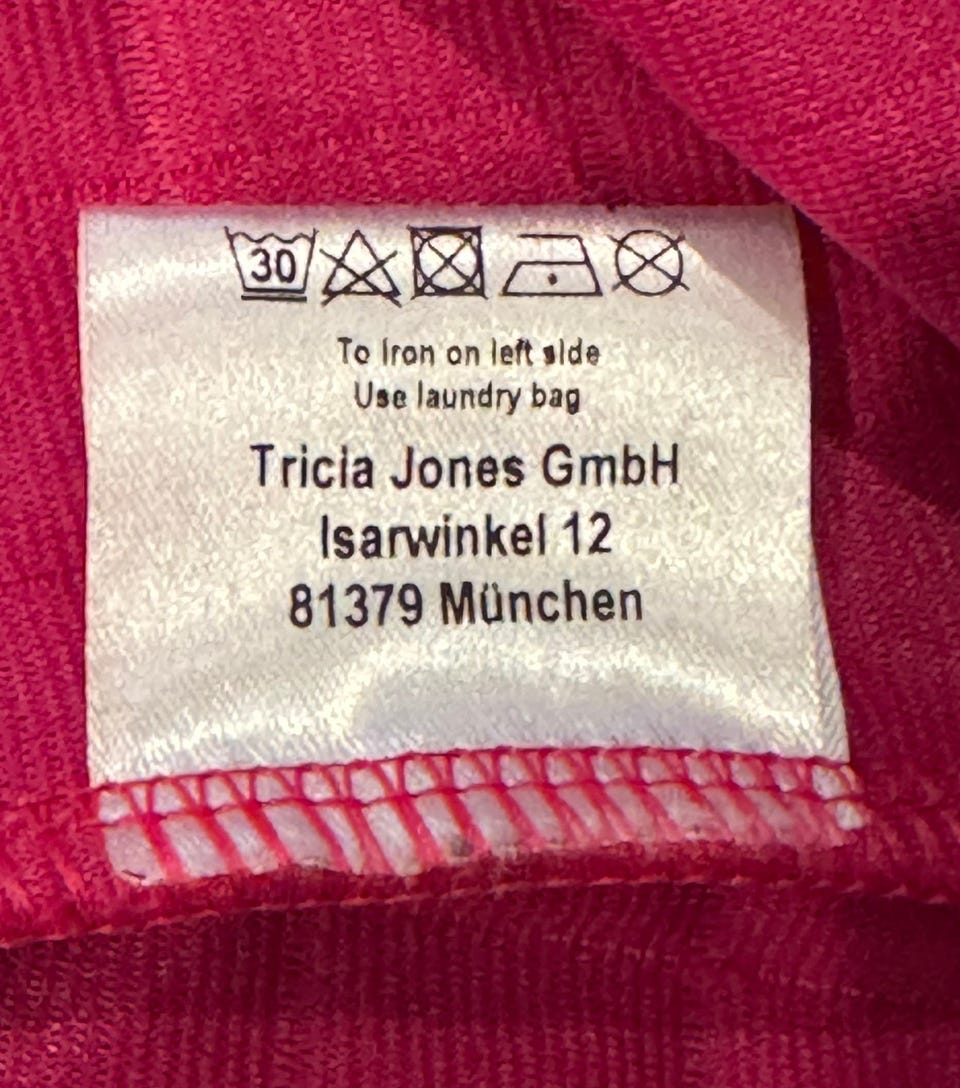 30
To Iron on left side
Use laundry bag
Tricia Jones GmbH
Isarwinkel 12
81379 München